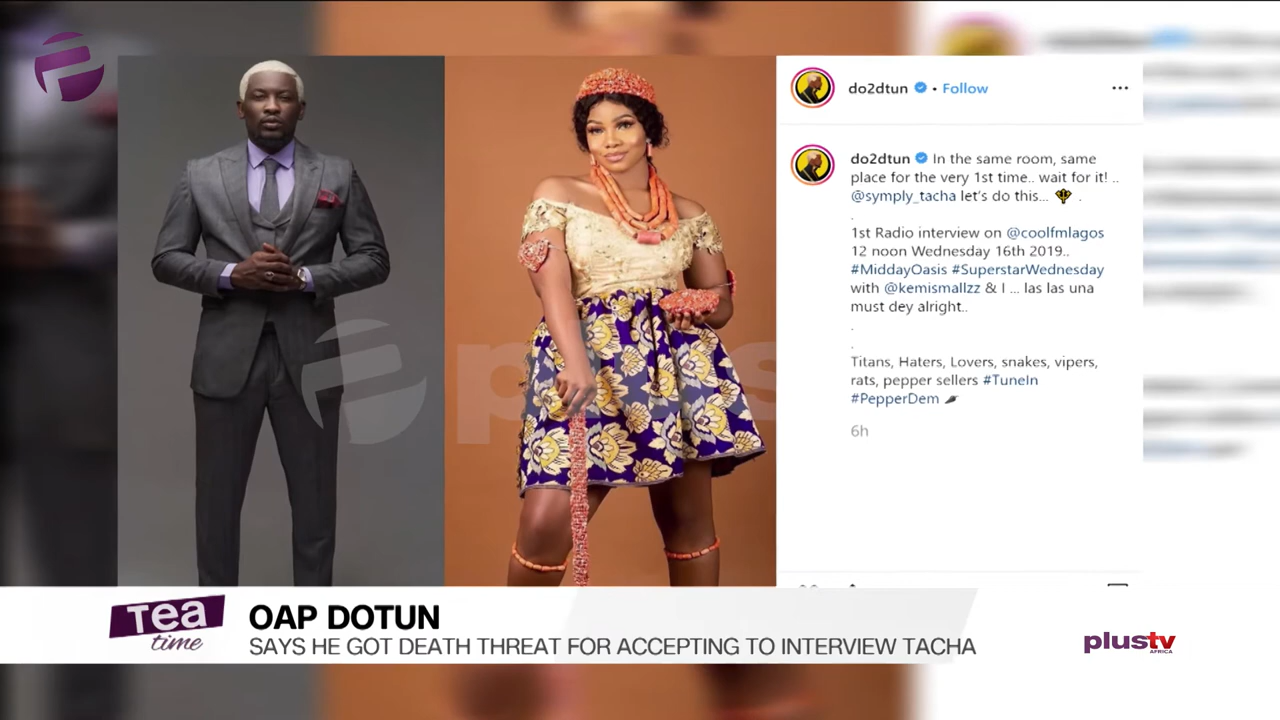 do2dtun • Follow
do2dtun In the same room, same
place for the very 1st time.. wait for it! ..
@symply_tacha let's do this... .
.
1st Radio interview on @coolfmlagos
12 noon Wednesday 16th 2019..
#MiddayOasis #SuperstarWednesday
with @kemismallzz & I ... las las una
must dey alright..
.
.
Titans, Haters, Lovers, snakes, vipers,
rats, pepper sellers #TuneIn
#PepperDem
6h
plus
Tea
time
OAP DOTUN
SAYS HE GOT DEATH THREAT FOR ACCEPTING TO INTERVIEW TACHA
plustv
AFRICA